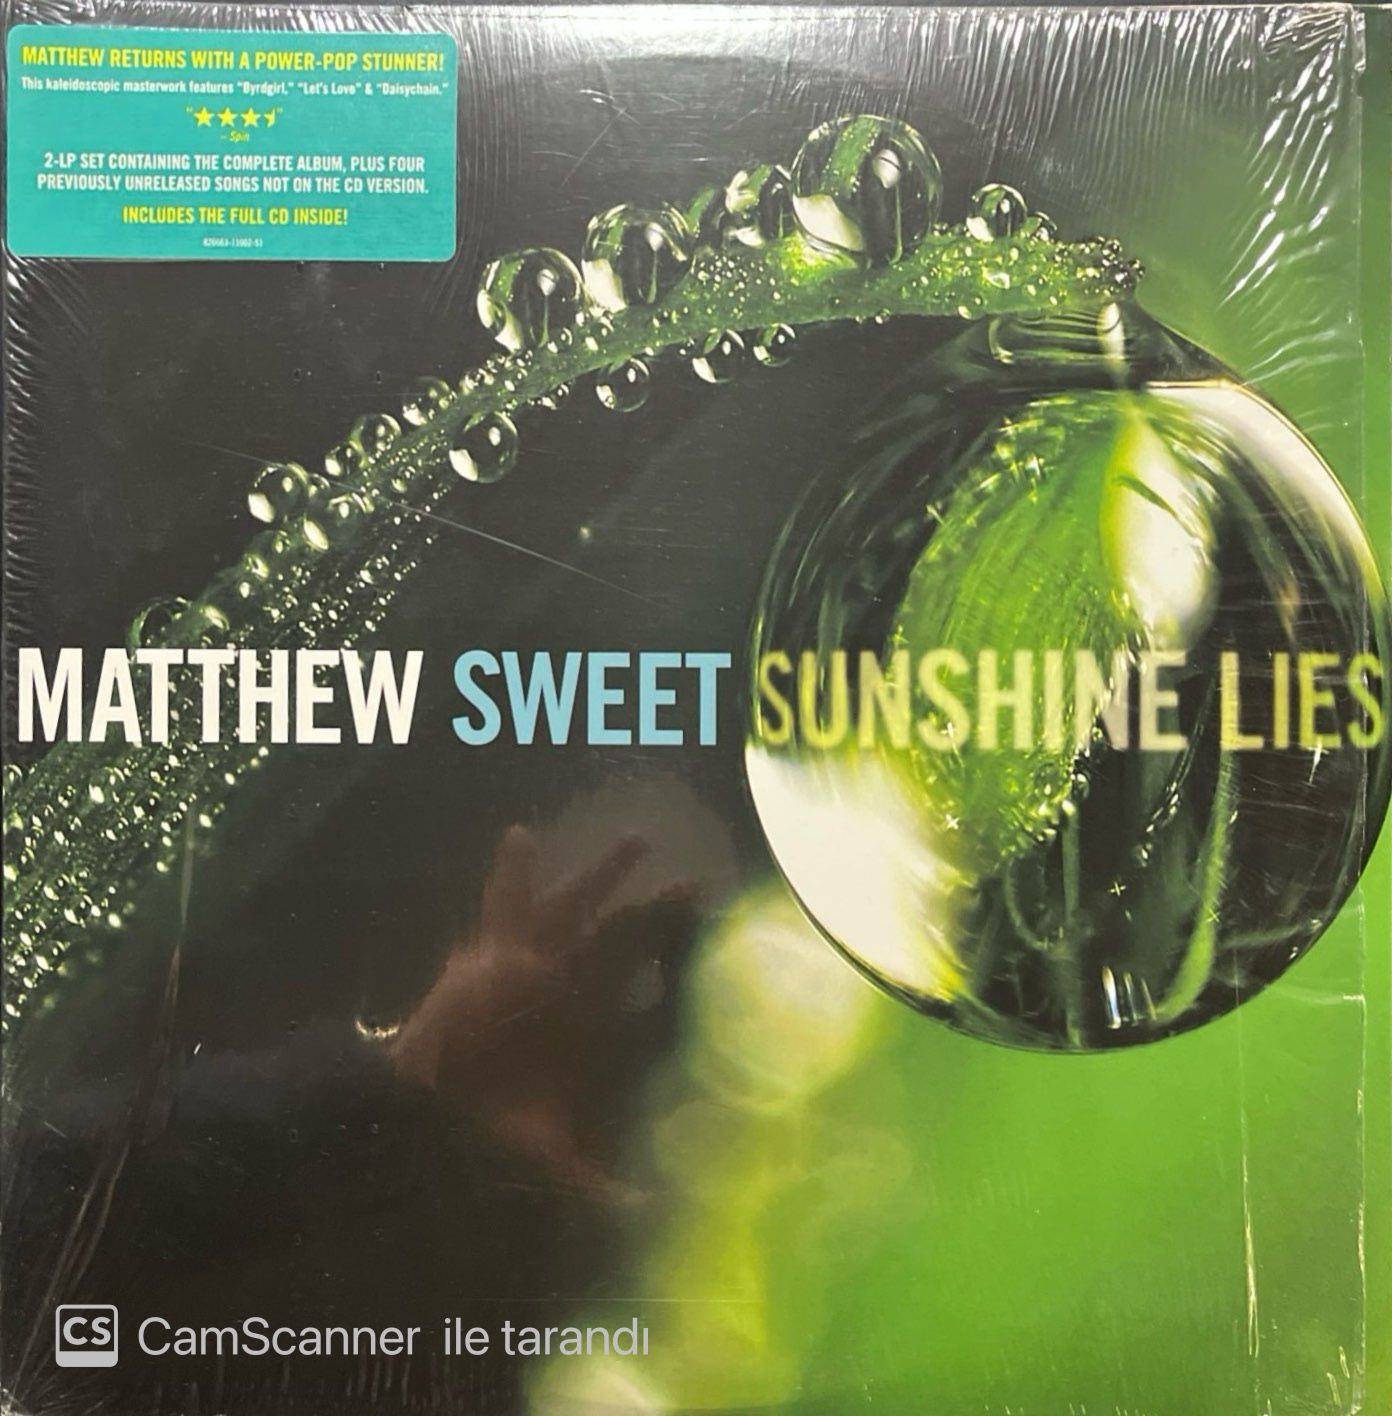 MATTHEW RETURNS WITH A POWER-POP STUNNER!
This kaleidoscopic masterwork features "Byrdgirl," "Let's Love" & "Daisychain."
"★★★½"
– Spin
2-LP SET CONTAINING THE COMPLETE ALBUM, PLUS FOUR
PREVIOUSLY UNRELEASED SONGS NOT ON THE CD VERSION.
INCLUDES THE FULL CD INSIDE!
MATTHEW SWEET SUNSHINE LIES
CS CamScanner ile tarandı